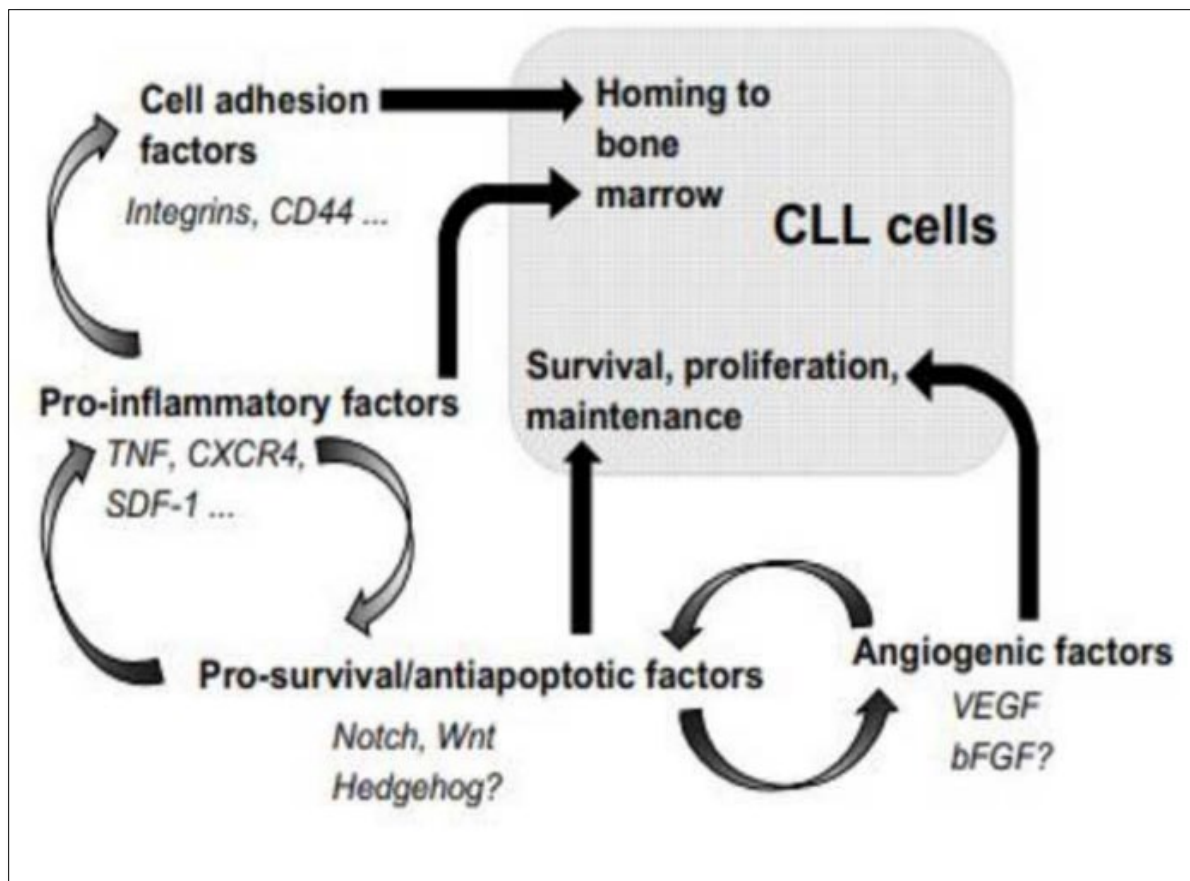 Cell adhesion
factors
Integrins, CD44 ...
Homing to
bone
marrow
CLL cells
Survival, proliferation,
maintenance
Pro-inflammatory factors
TNF, CXCR4,
SDF-1 ...
Pro-survival/antiapoptotic factors
Notch, Wnt
Hedgehog?
Angiogenic factors
VEGF
bFGF?